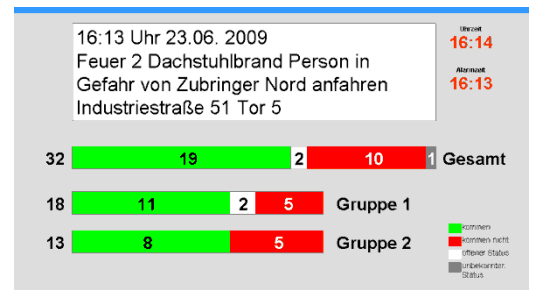 16:13 Uhr 23.06. 2009
Feuer 2 Dachstuhlbrand Person in
Gefahr von Zubringer Nord anfahren
Industriestraße 51 Tor 5
Uhrzeit
16:14
Alarmzeit
16:13
32 19 2 10 1 Gesamt
18 11 2 5 Gruppe 1
13 8 5 Gruppe 2
kommen
kommen nicht
offener Status
unbekannter
Status